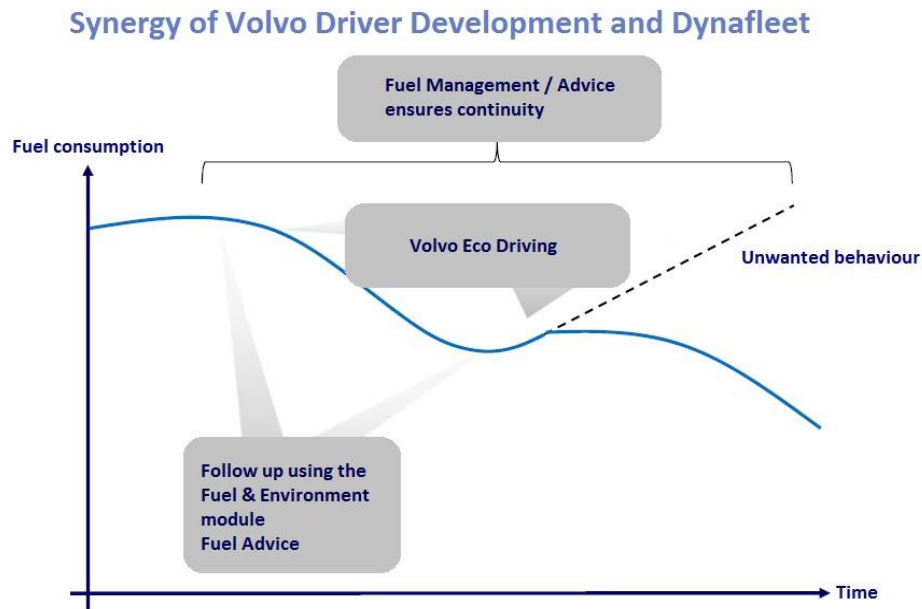 Synergy of Volvo Driver Development and Dynafleet
Fuel Management / Advice
ensures continuity
Fuel consumption
Volvo Eco Driving
Unwanted behaviour
Follow up using the
Fuel & Environment
module
Fuel Advice
Time